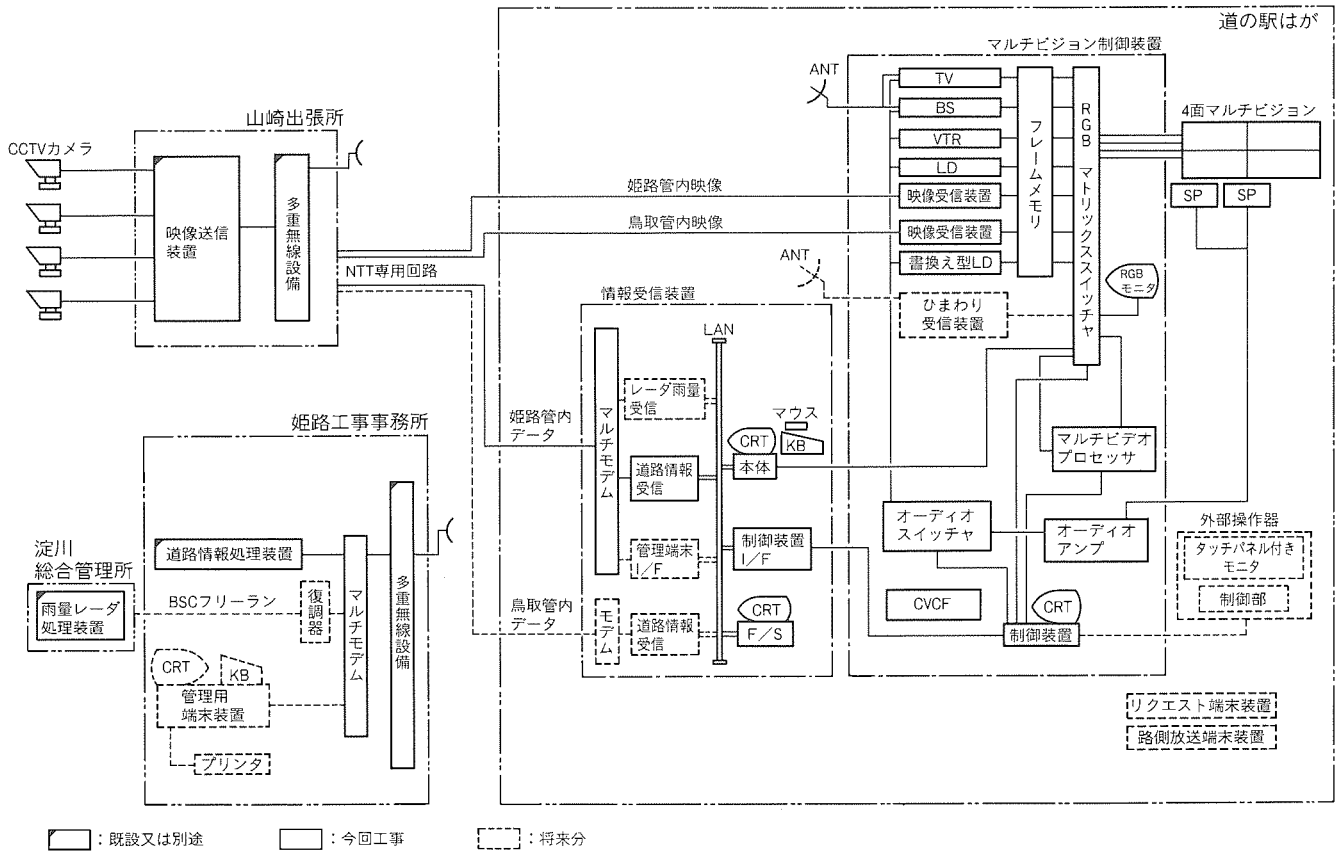 道の駅はが
マルチビジョン制御装置
ANT
TV
BS
VTR
LD
映像受信装置
映像受信装置
書換え型LD
ひまわり
受信装置
フレームメモリ
RGB マトリックススイッチャ
4面マルチビジョン
SP
SP
RGB
モニタ
ANT
山崎出張所
CCTVカメラ
映像送信
装置
多重無線設備
姫路管内映像
鳥取管内映像
NTT専用回路
情報受信装置
LAN
マルチモデム
レーダ雨量
受信
道路情報
受信
管理端末
I/F
モデム
道路情報
受信
マウス
CRT
KB
本体
制御装置
I/F
CRT
F/S
姫路管内
データ
鳥取管内
データ
マルチビデオ
プロセッサ
オーディオ
スイッチャ
オーディオ
アンプ
CVCF
CRT
制御装置
外部操作器
タッチパネル付き
モニタ
制御部
リクエスト端末装置
路側放送端末装置
姫路工事事務所
道路情報処理装置
復調器
マルチモデム
多重無線設備
淀川
総合管理所
雨量レーダ
処理装置
BSCフリーラン
CRT
KB
管理用
端末装置
プリンタ
:既設又は別途
:今回工事
:将来分